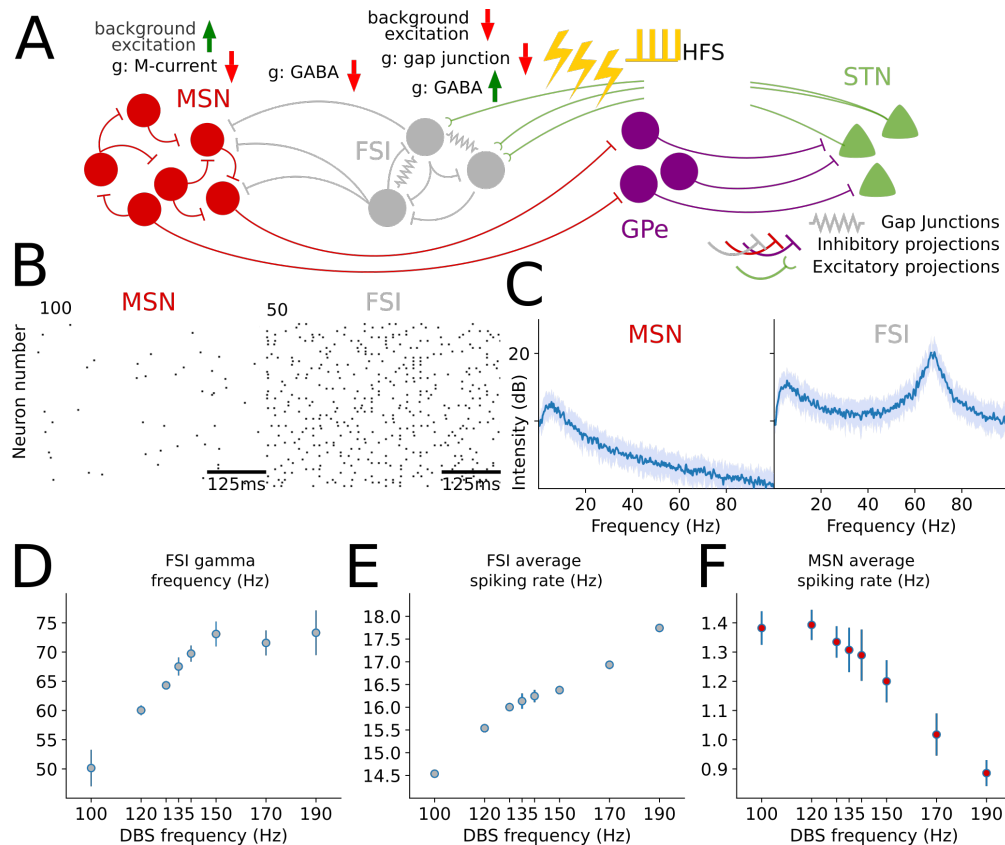 A
background
excitation
g: M-current
MSN
g: GABA
background
excitation
g: gap junction
g: GABA
HFS
STN
FSI
GPe
Gap Junctions
Inhibitory projections
Excitatory projections
B
100
MSN
50
FSI
Neuron number
125ms
125ms
C
MSN
FSI
20
Intensity (dB)
20 40 60 80
20 40 60 80
Frequency (Hz)
Frequency (Hz)
D
FSI gamma
frequency (Hz)
75
70
65
60
55
50
100 120 135 150 170 190
DBS frequency (Hz)
E
FSI average
spiking rate (Hz)
18.0
17.5
17.0
16.5
16.0
15.5
15.0
14.5
100 120 135 150 170 190
DBS frequency (Hz)
F
MSN average
spiking rate (Hz)
1.4
1.3
1.2
1.1
1.0
0.9
100 120 135 150 170 190
DBS frequency (Hz)